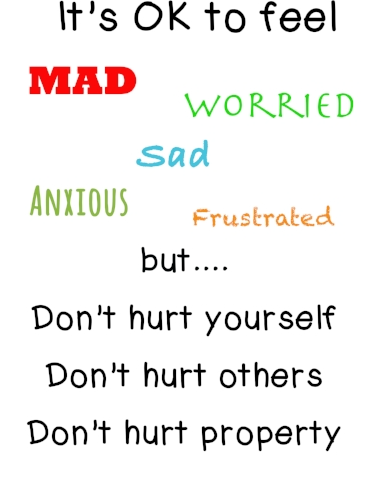 It's OK to feel
MAD
WORRIED
Sad
ANXIOUS
Frustrated
but....
Don't hurt yourself
Don't hurt others
Don't hurt property